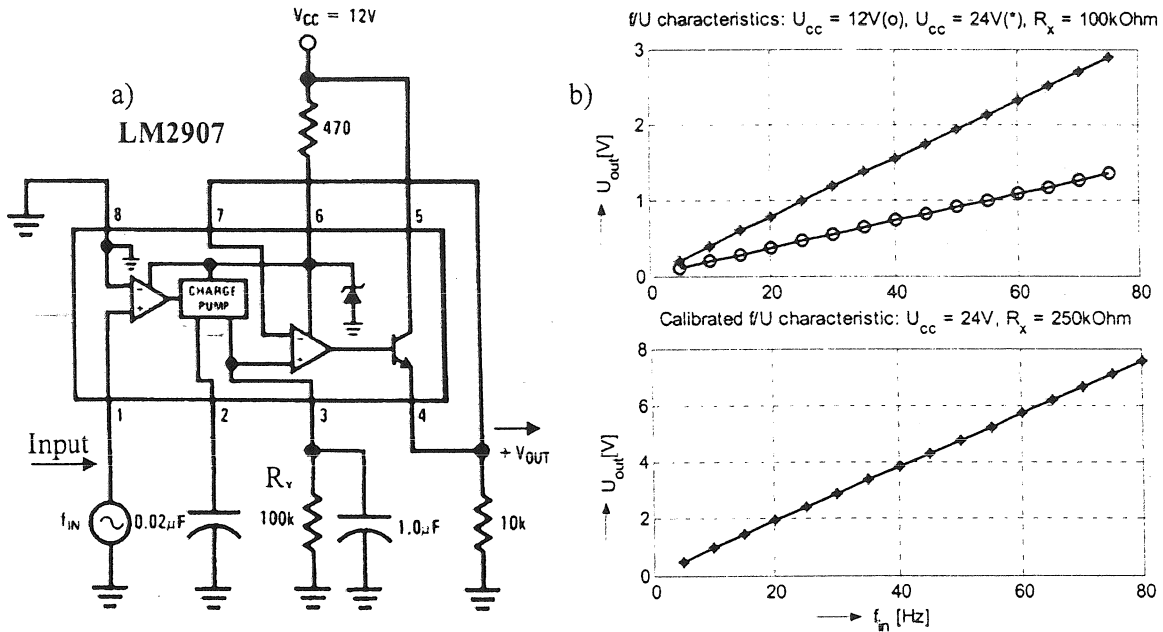 VCC = 12V
a)
LM2907
470
8
7
6
5
CHARGE
PUMP
1
2
3
4
Input
+ VOUT
Rx
fIN
0.02μF
100k
1.0μF
10k
b)
f/U characteristics: Ucc = 12V(o), Ucc = 24V(*), Rx = 100kOhm
Uout[V]
3
2
1
0
0
20
40
60
80
Calibrated f/U characteristic: Ucc = 24V, Rx = 250kOhm
Uout[V]
8
6
4
2
0
0
20
40
60
80
fin [Hz]